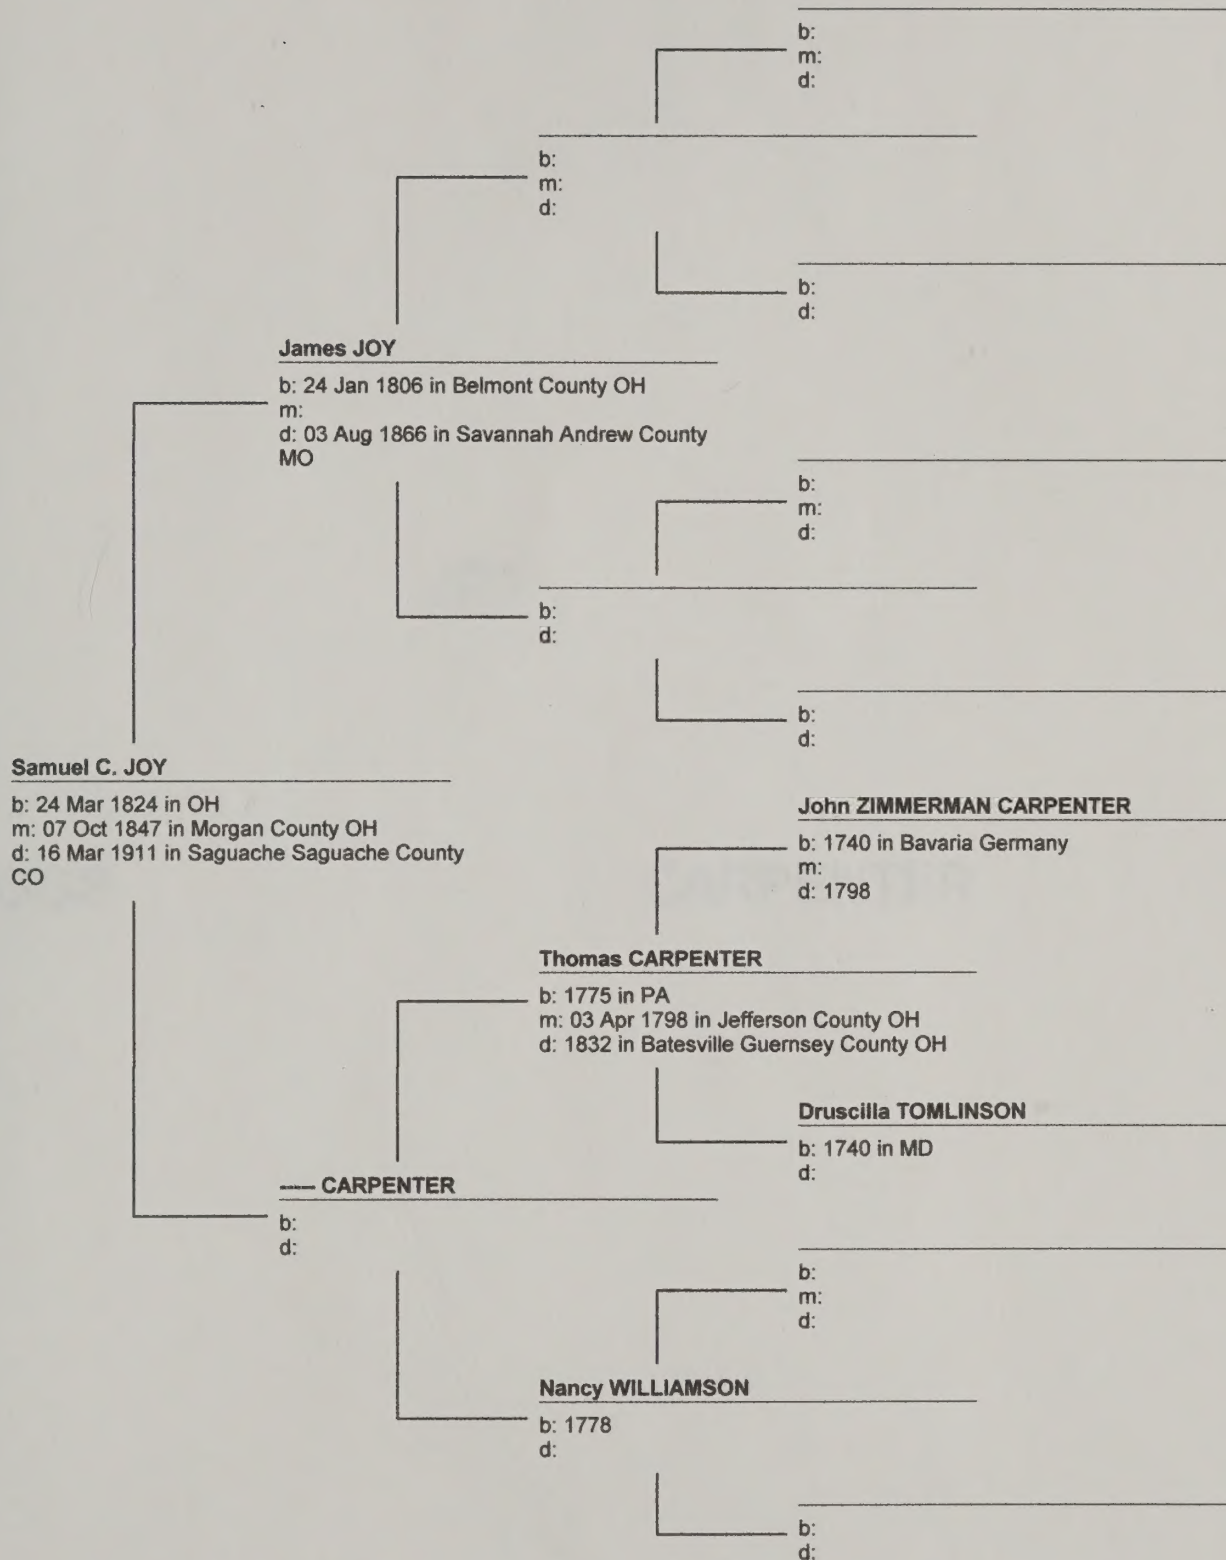 b:
m:
d:
b:
m:
d:
b:
d:
James JOY
b: 24 Jan 1806 in Belmont County OH
m:
d: 03 Aug 1866 in Savannah Andrew County
MO
b:
m:
d:
b:
d:
b:
d:
Samuel C. JOY
b: 24 Mar 1824 in OH
m: 07 Oct 1847 in Morgan County OH
d: 16 Mar 1911 in Saguache Saguache County
CO
John ZIMMERMAN CARPENTER
b: 1740 in Bavaria Germany
m:
d: 1798
Thomas CARPENTER
b: 1775 in PA
m: 03 Apr 1798 in Jefferson County OH
d: 1832 in Batesville Guernsey County OH
Druscilla TOMLINSON
b: 1740 in MD
d:
---- CARPENTER
b:
d:
b:
m:
d:
Nancy WILLIAMSON
b: 1778
d:
b:
d: